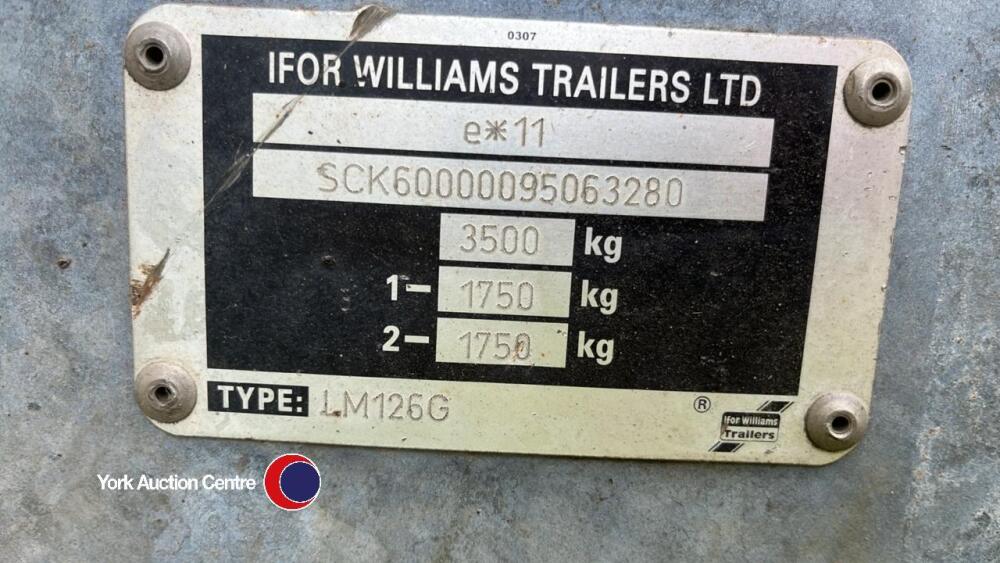 0307
IFOR WILLIAMS TRAILERS LTD
e*11
SCK60000095063280
3500 kg
1- 1750 kg
2- 1750 kg
TYPE: LM126G
®
Ifor Williams
Trailers
York Auction Centre